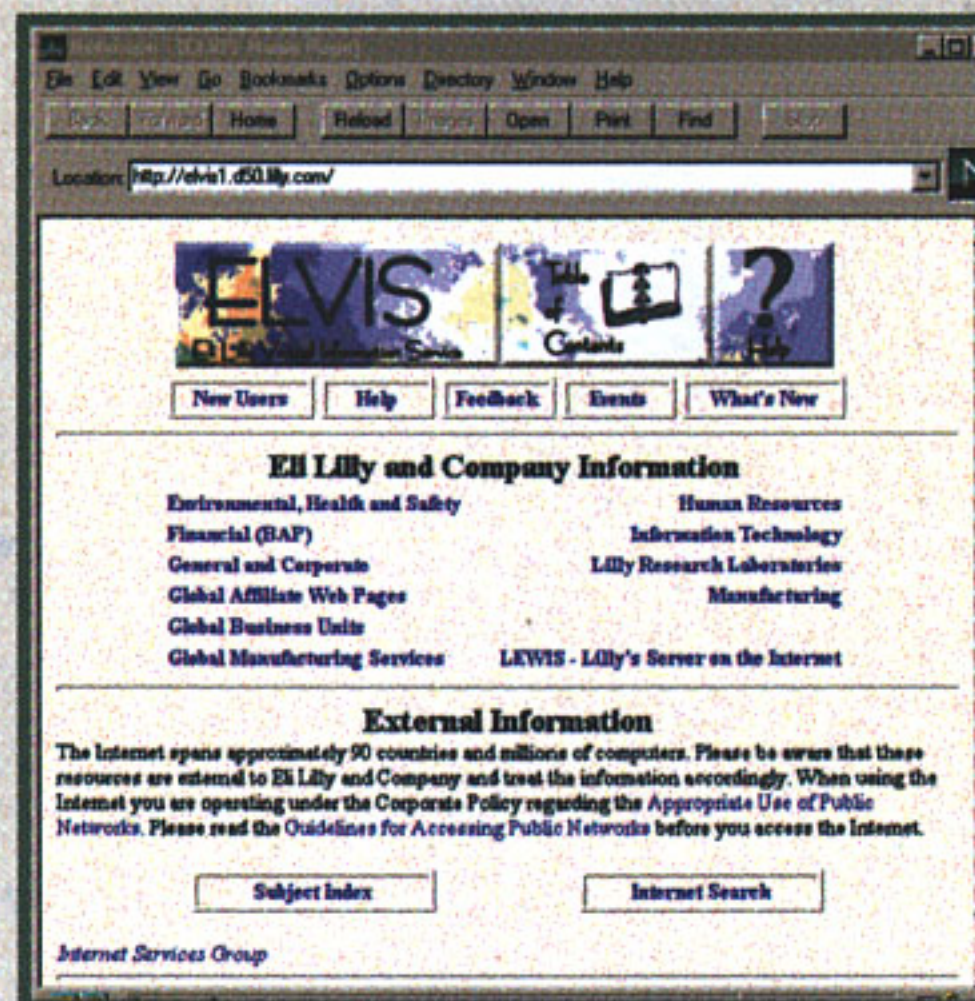 File Edit View Go Bookmarks Options Directory Window Help
Home Reload Open Print Find
Location: http://elvis1.d50.lilly.com/
N
ELVIS Table of Contents ? Help
Information Service
New Users Help Feedback Events What's New
Eli Lilly and Company Information
Environmental, Health and Safety Human Resources
Financial (BAP) Information Technology
General and Corporate Lilly Research Laboratories
Global Affiliate Web Pages Manufacturing
Global Business Units
Global Manufacturing Services LEWIS - Lilly's Server on the Internet
External Information
The Internet spans approximately 90 countries and millions of computers. Please be aware that these
resources are external to Eli Lilly and Company and treat the information accordingly. When using the
Internet you are operating under the Corporate Policy regarding the Appropriate Use of Public
Networks. Please read the Guidelines for Accessing Public Networks before you access the Internet.
Subject Index Internet Search
Internet Services Group